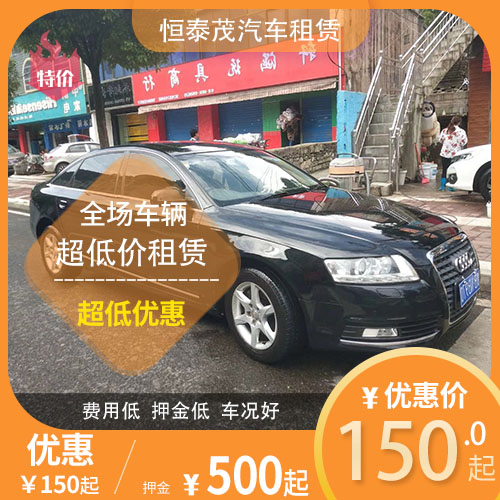 恒泰茂汽车租赁
特价
全场车辆
超低价租赁
超低优惠
费用低 押金低 车况好
优惠
￥150起
押金 ￥500起
￥优惠价
150.0起